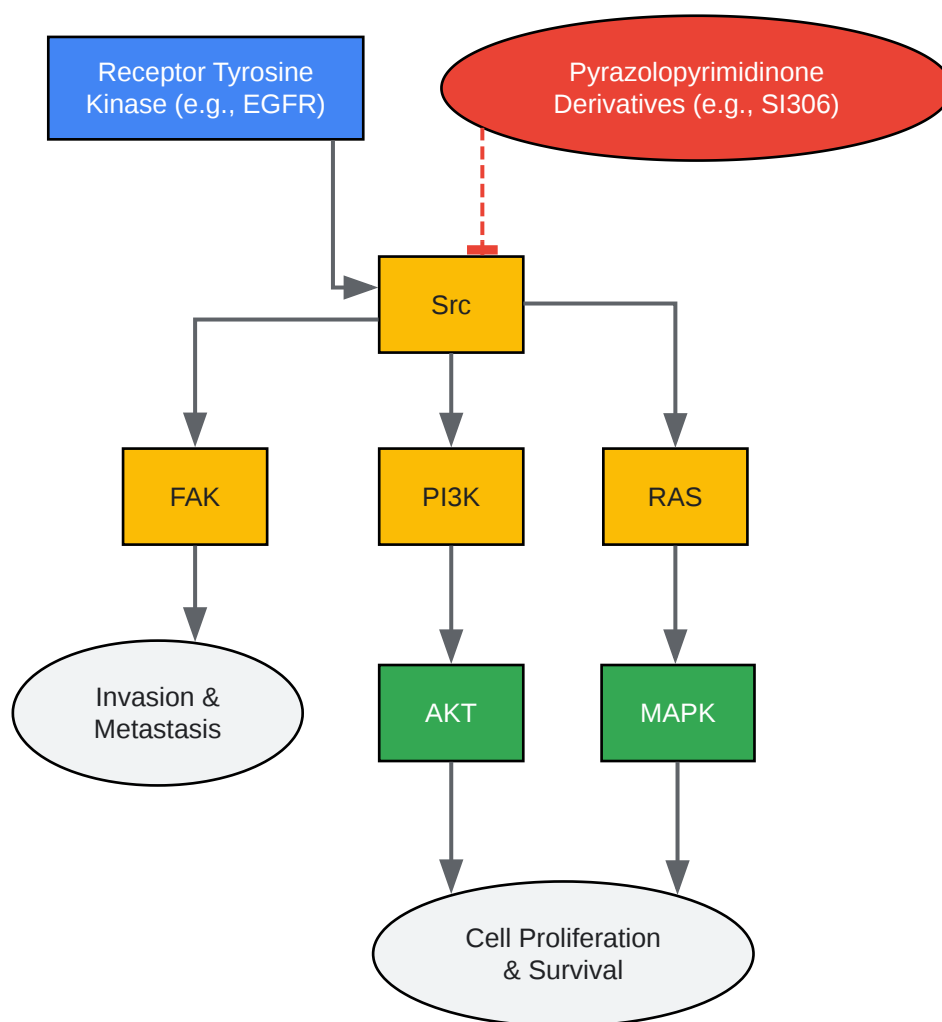 Receptor Tyrosine
Kinase (e.g., EGFR)
Pyrazolopyrimidinone
Derivatives (e.g., SI306)
Src
FAK
PI3K
RAS
Invasion &
Metastasis
AKT
MAPK
Cell Proliferation
& Survival